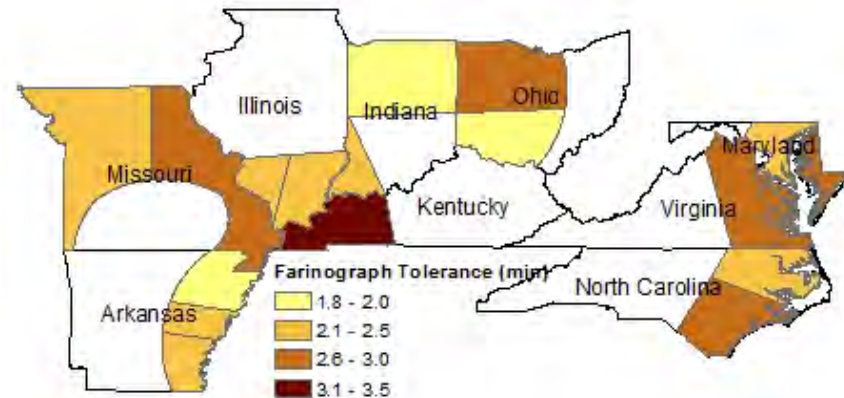 Illinois
Indiana
Ohio
Missouri
Maryland
Kentucky
Virginia
Farinograph Tolerance (min)
North Carolina
Arkansas
1.8 - 2.0
2.1 - 2.5
2.6 - 3.0
3.1 - 3.5